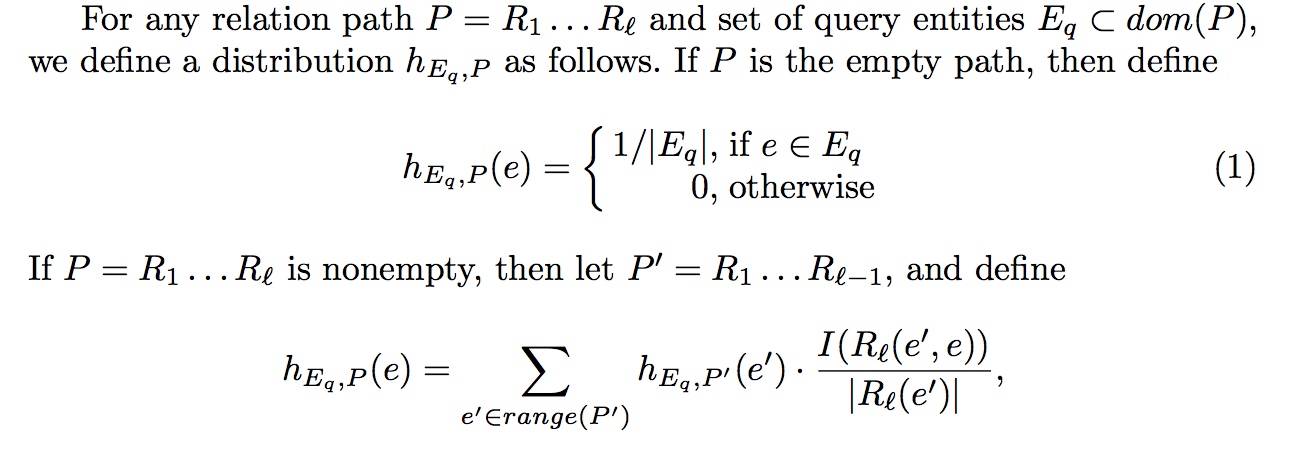 For any relation path P = R₁ … R_ℓ and set of query entities E_q ⊂ dom(P),
we define a distribution h_{E_q,P} as follows. If P is the empty path, then define
h_{E_q,P}(e) = { 1/|E_q|, if e ∈ E_q
0, otherwise
(1)
If P = R₁ … R_ℓ is nonempty, then let P′ = R₁ … R_{ℓ−1}, and define
h_{E_q,P}(e) = ∑_{e′∈range(P′)} h_{E_q,P′}(e′) · I(R_ℓ(e′, e)) / |R_ℓ(e′)|,